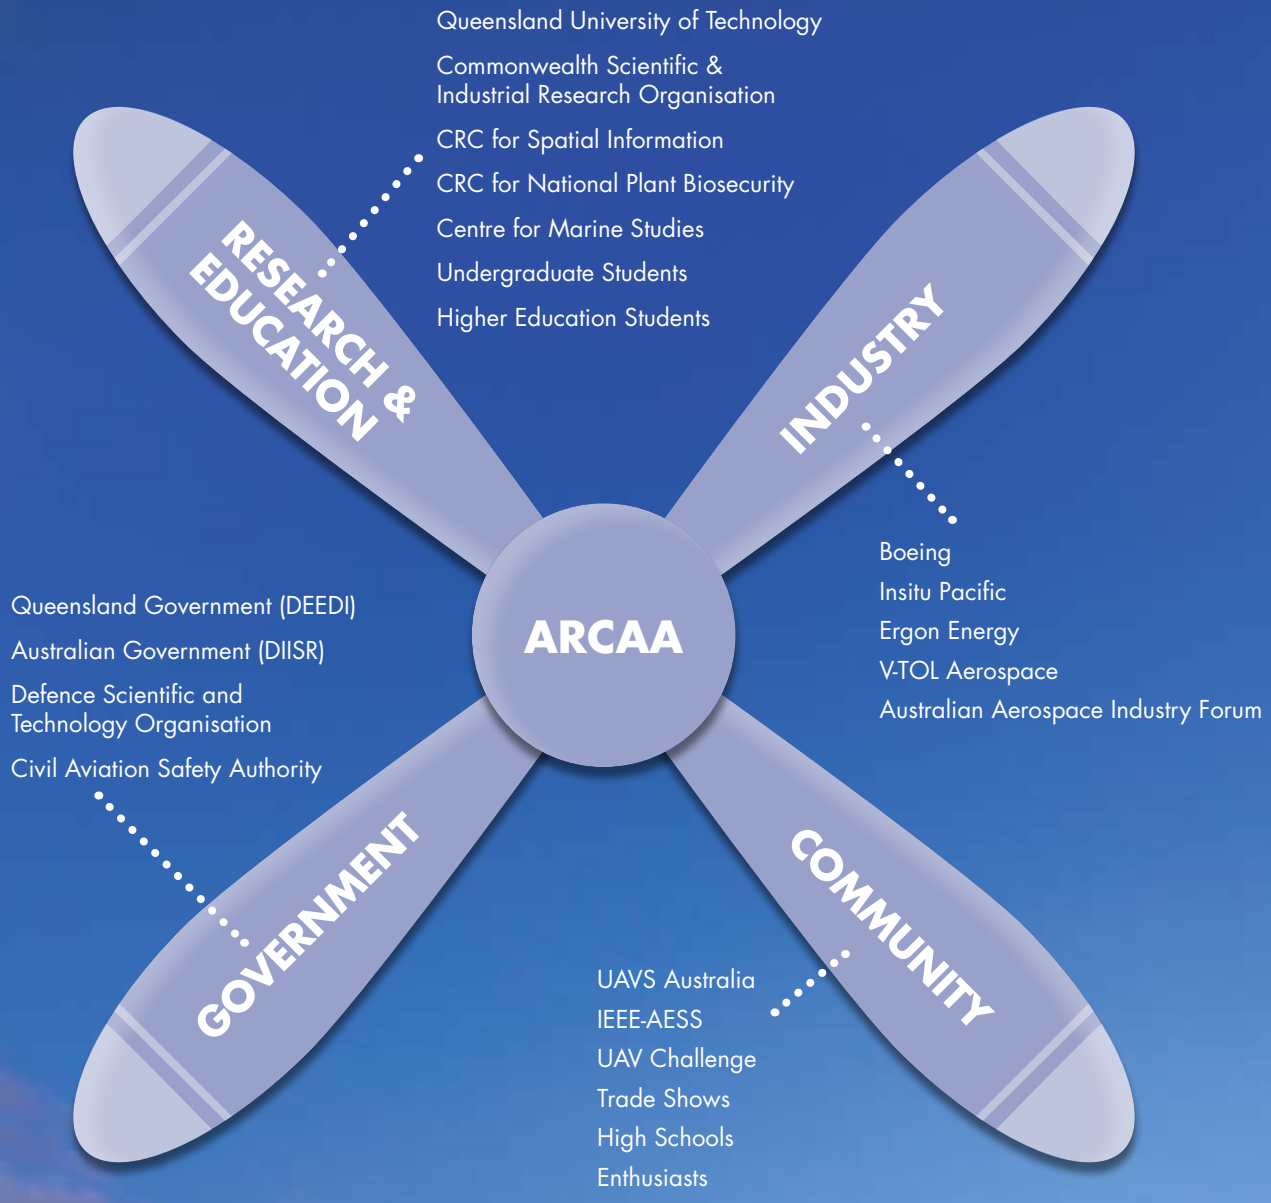 Queensland University of Technology
Commonwealth Scientific &
Industrial Research Organisation
CRC for Spatial Information
CRC for National Plant Biosecurity
Centre for Marine Studies
Undergraduate Students
Higher Education Students
RESEARCH &
EDUCATION
INDUSTRY
Boeing
Insitu Pacific
Ergon Energy
V-TOL Aerospace
Australian Aerospace Industry Forum
ARCAA
Queensland Government (DEEDI)
Australian Government (DIISR)
Defence Scientific and
Technology Organisation
Civil Aviation Safety Authority
GOVERNMENT
COMMUNITY
UAVS Australia
IEEE-AESS
UAV Challenge
Trade Shows
High Schools
Enthusiasts